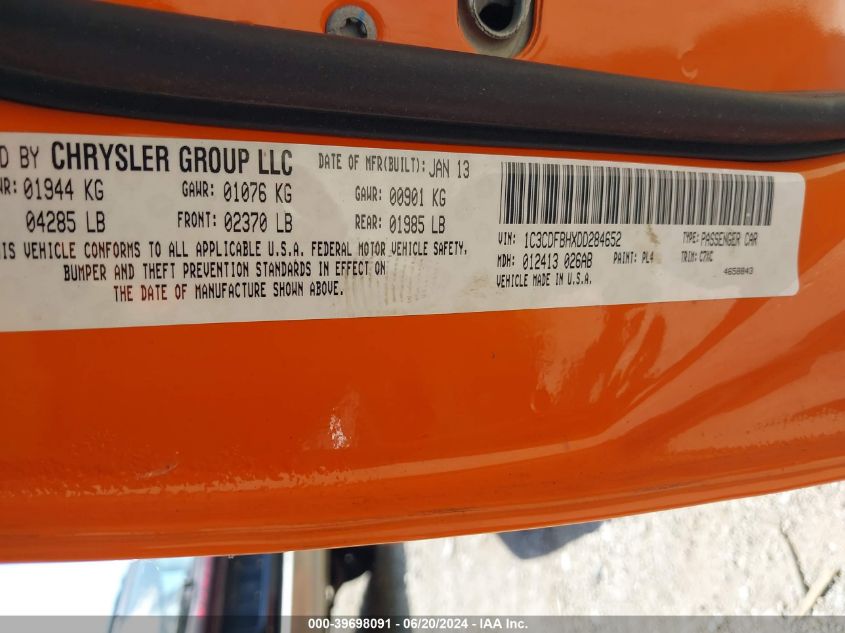 D BY CHRYSLER GROUP LLC DATE OF MFR(BUILT): JAN 13
WR: 01944 KG GAWR: 01076 KG GAWR: 00901 KG
04285 LB FRONT: 02370 LB REAR: 01985 LB
HIS VEHICLE CONFORMS TO ALL APPLICABLE U.S.A. FEDERAL MOTOR VEHICLE SAFETY,
BUMPER AND THEFT PREVENTION STANDARDS IN EFFECT ON
THE DATE OF MANUFACTURE SHOWN ABOVE.
VIN: 1C3CDFBHXDD284652 TYPE: PASSENGER CAR
MDH: 012413 026AB PAINT: PL4 TRIM: C7XC
VEHICLE MADE IN U.S.A. 4658843
000-39698091 - 06/20/2024 - IAA Inc.